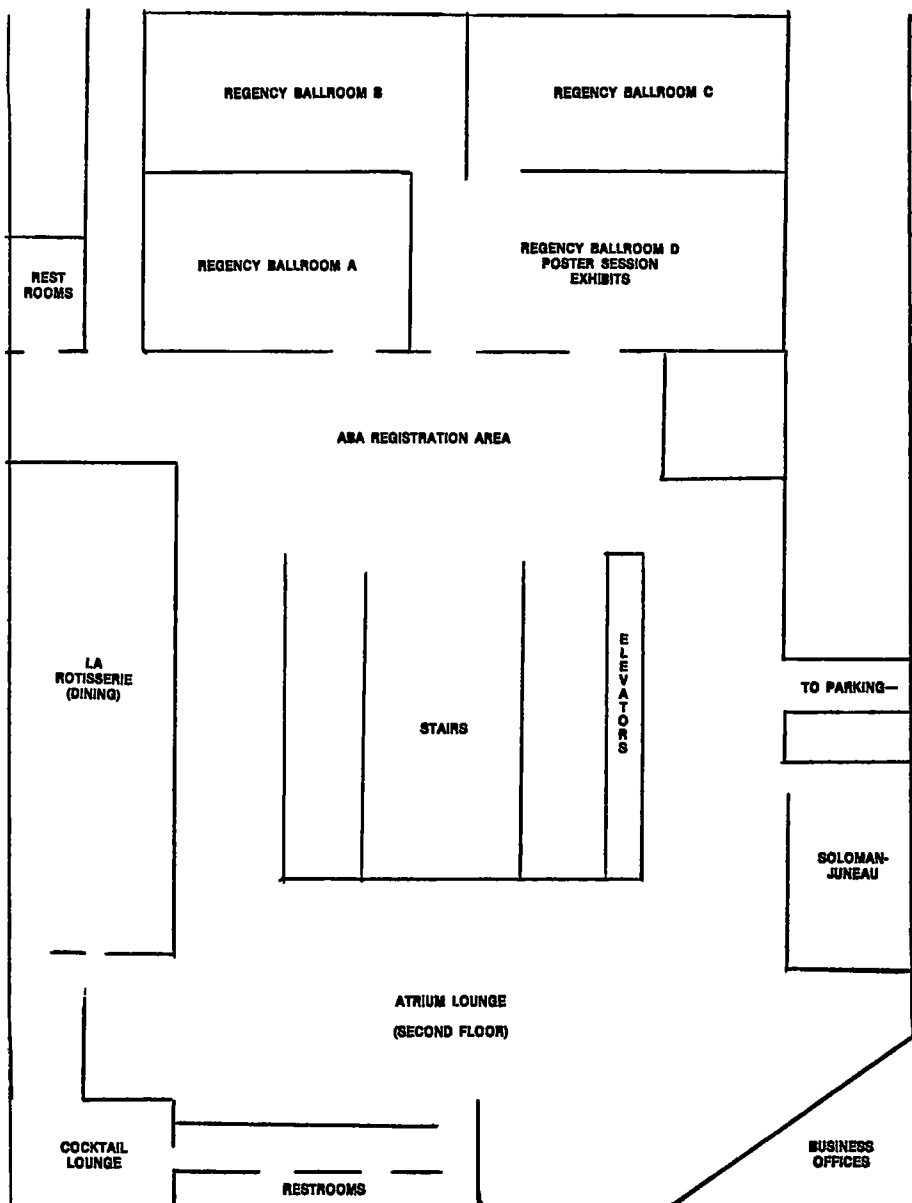 REGENCY BALLROOM B
REGENCY BALLROOM C
REGENCY BALLROOM A
REGENCY BALLROOM D
POSTER SESSION
EXHIBITS
REST
ROOMS
ABA REGISTRATION AREA
LA
ROTISSERIE
(DINING)
STAIRS
ELEVATORS
TO PARKING—
SOLOMAN-
JUNEAU
ATRIUM LOUNGE
(SECOND FLOOR)
COCKTAIL
LOUNGE
RESTROOMS
BUSINESS
OFFICES